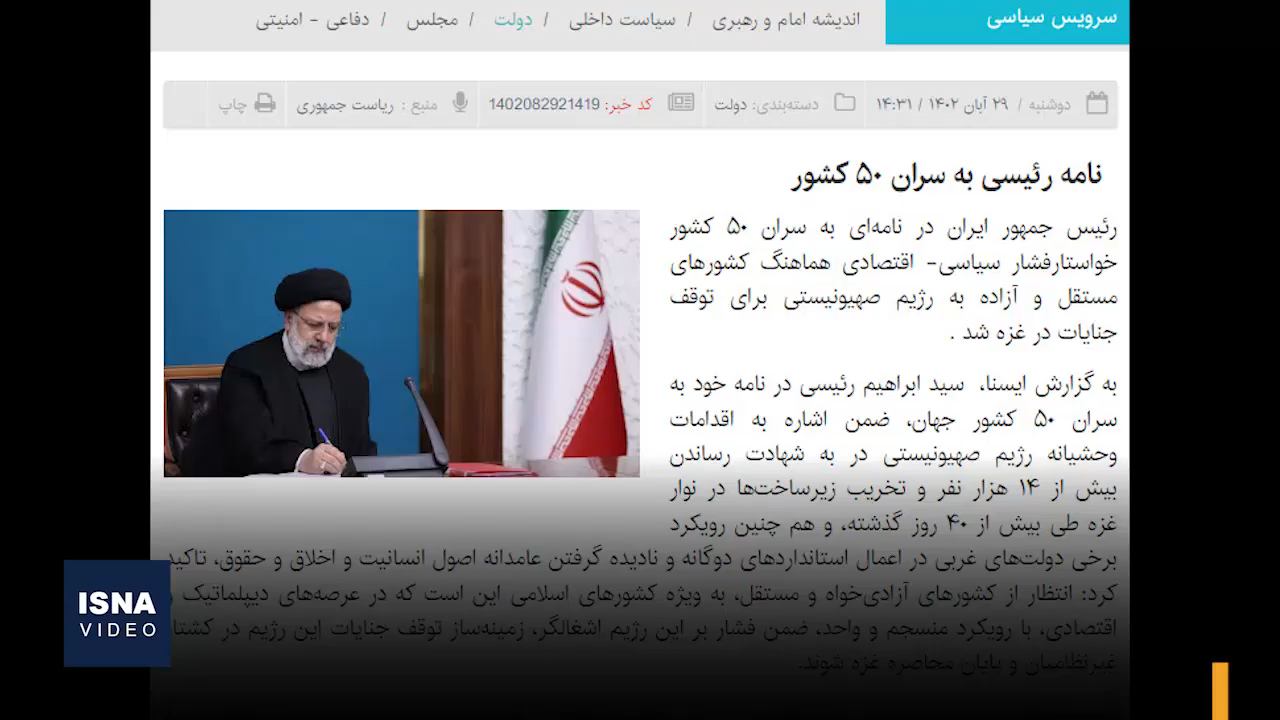 سرویس سیاسی
اندیشه امام و رهبری / سیاست داخلی / دولت / مجلس / دفاعی - امنیتی
دوشنبه / ۲۹ آبان ۱۴۰۲ / ۱۴:۳۱ دسته‌بندی: دولت کد خبر: 1402082921419 منبع : ریاست جمهوری چاپ
نامه رئیسی به سران ۵۰ کشور
رئیس جمهور ایران در نامه‌ای به سران ۵۰ کشور
خواستارفشار سیاسی- اقتصادی هماهنگ کشورهای
مستقل و آزاده به رژیم صهیونیستی برای توقف
جنایات در غزه شد .
به گزارش ایسنا، سید ابراهیم رئیسی در نامه خود به
سران ۵۰ کشور جهان، ضمن اشاره به اقدامات
وحشیانه رژیم صهیونیستی در به شهادت رساندن
بیش از ۱۴ هزار نفر و تخریب زیرساخت‌ها در نوار
غزه طی بیش از ۴۰ روز گذشته، و هم چنین رویکرد
برخی دولت‌های غربی در اعمال استانداردهای دوگانه و نادیده گرفتن عامدانه اصول انسانیت و اخلاق و حقوق، تاکید
کرد: انتظار از کشورهای آزادی‌خواه و مستقل، به ویژه کشورهای اسلامی این است که در عرصه‌های دیپلماتیک و
اقتصادی، با رویکرد منسجم و واحد، ضمن فشار بر این رژیم اشغالگر، زمینه‌ساز توقف جنایات این رژیم در کشتار
غیرنظامیان و پایان محاصره غزه شوند.
ISNA
VIDEO